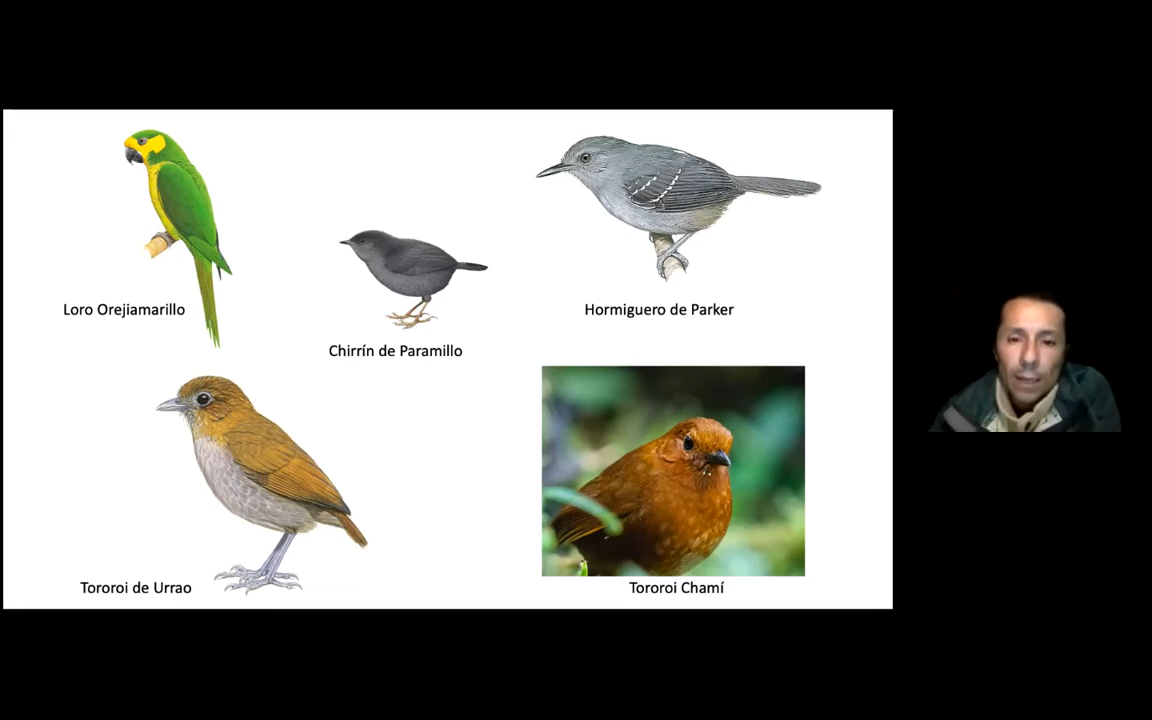 Loro Orejiamarillo
Hormiguero de Parker
Chirrín de Paramillo
Tororoi de Urrao
Tororoi Chamí